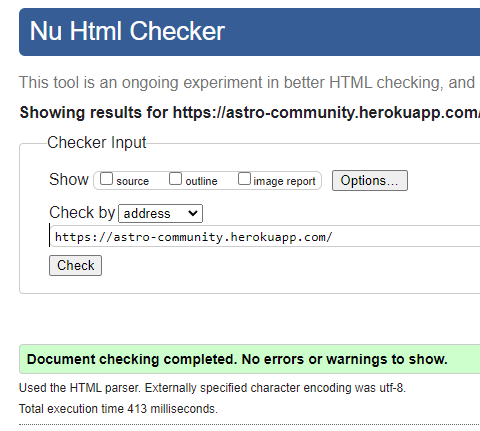 Nu Html Checker
This tool is an ongoing experiment in better HTML checking, and
Showing results for https://astro-community.herokuapp.com/
Checker Input
Show source outline image report Options...
Check by address
https://astro-community.herokuapp.com/
Check
Document checking completed. No errors or warnings to show.
Used the HTML parser. Externally specified character encoding was utf-8.
Total execution time 413 milliseconds.